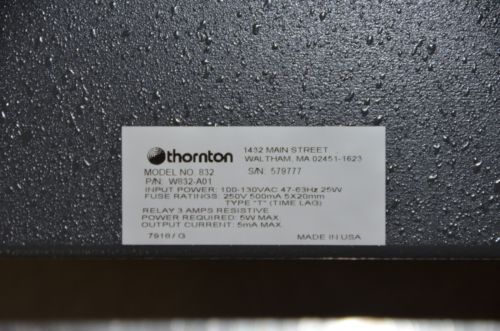 thornton
1432 MAIN STREET
WALTHAM, MA 02451-1623
MODEL NO. 832 S/N: 579777
P/N: W832-A01
INPUT POWER: 100-130VAC 47-63Hz 25W
FUSE RATINGS: 250V 500mA 5X20mm
TYPE "T" (TIME LAG)
RELAY 3 AMPS RESISTIVE
POWER REQUIRED: 5W MAX.
OUTPUT CURRENT: 5mA MAX.
7918 / G MADE IN USA